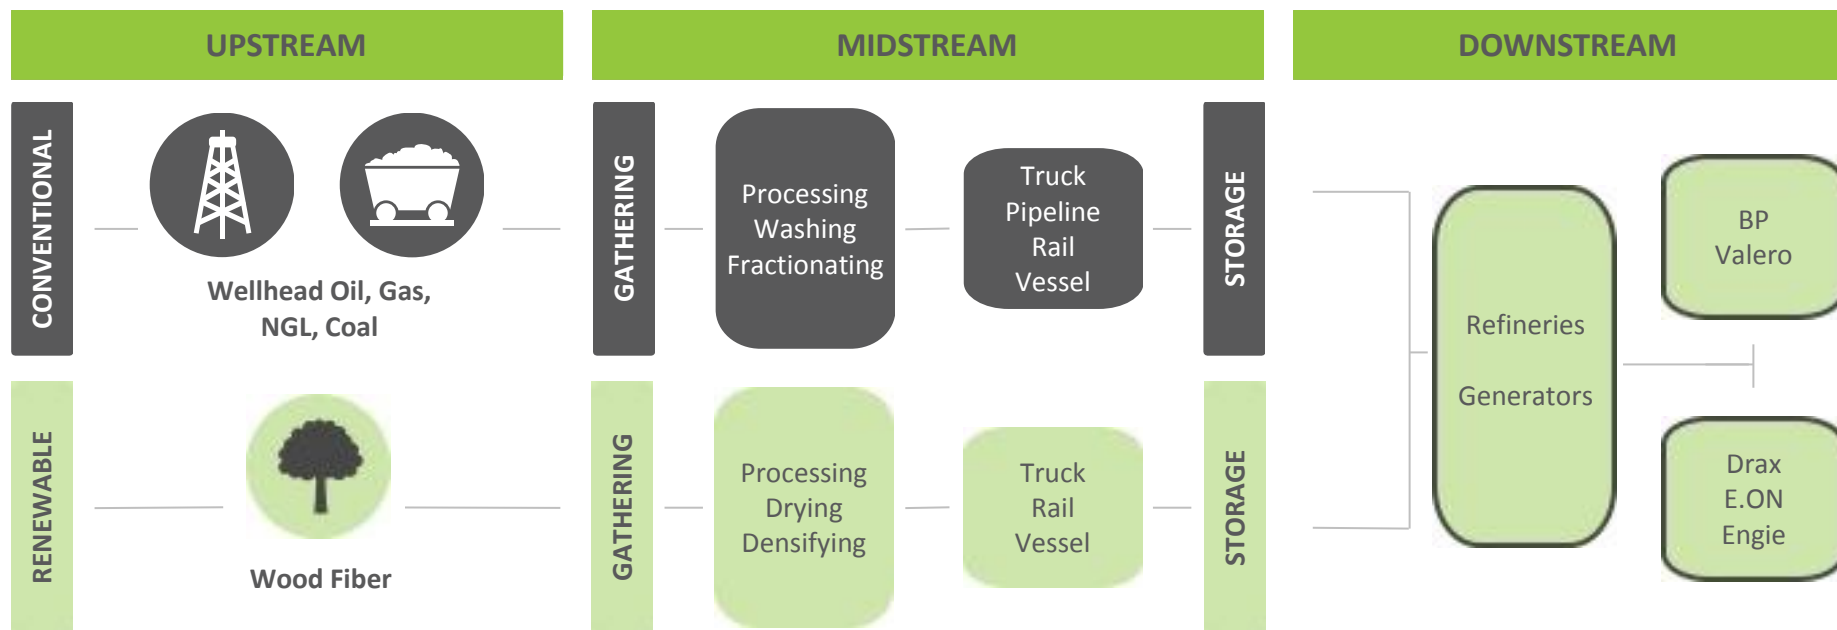 UPSTREAM
MIDSTREAM
DOWNSTREAM
CONVENTIONAL
Wellhead Oil, Gas,
NGL, Coal
GATHERING
Processing
Washing
Fractionating
Truck
Pipeline
Rail
Vessel
STORAGE
RENEWABLE
Wood Fiber
GATHERING
Processing
Drying
Densifying
Truck
Rail
Vessel
STORAGE
Refineries
Generators
BP
Valero
Drax
E.ON
Engie